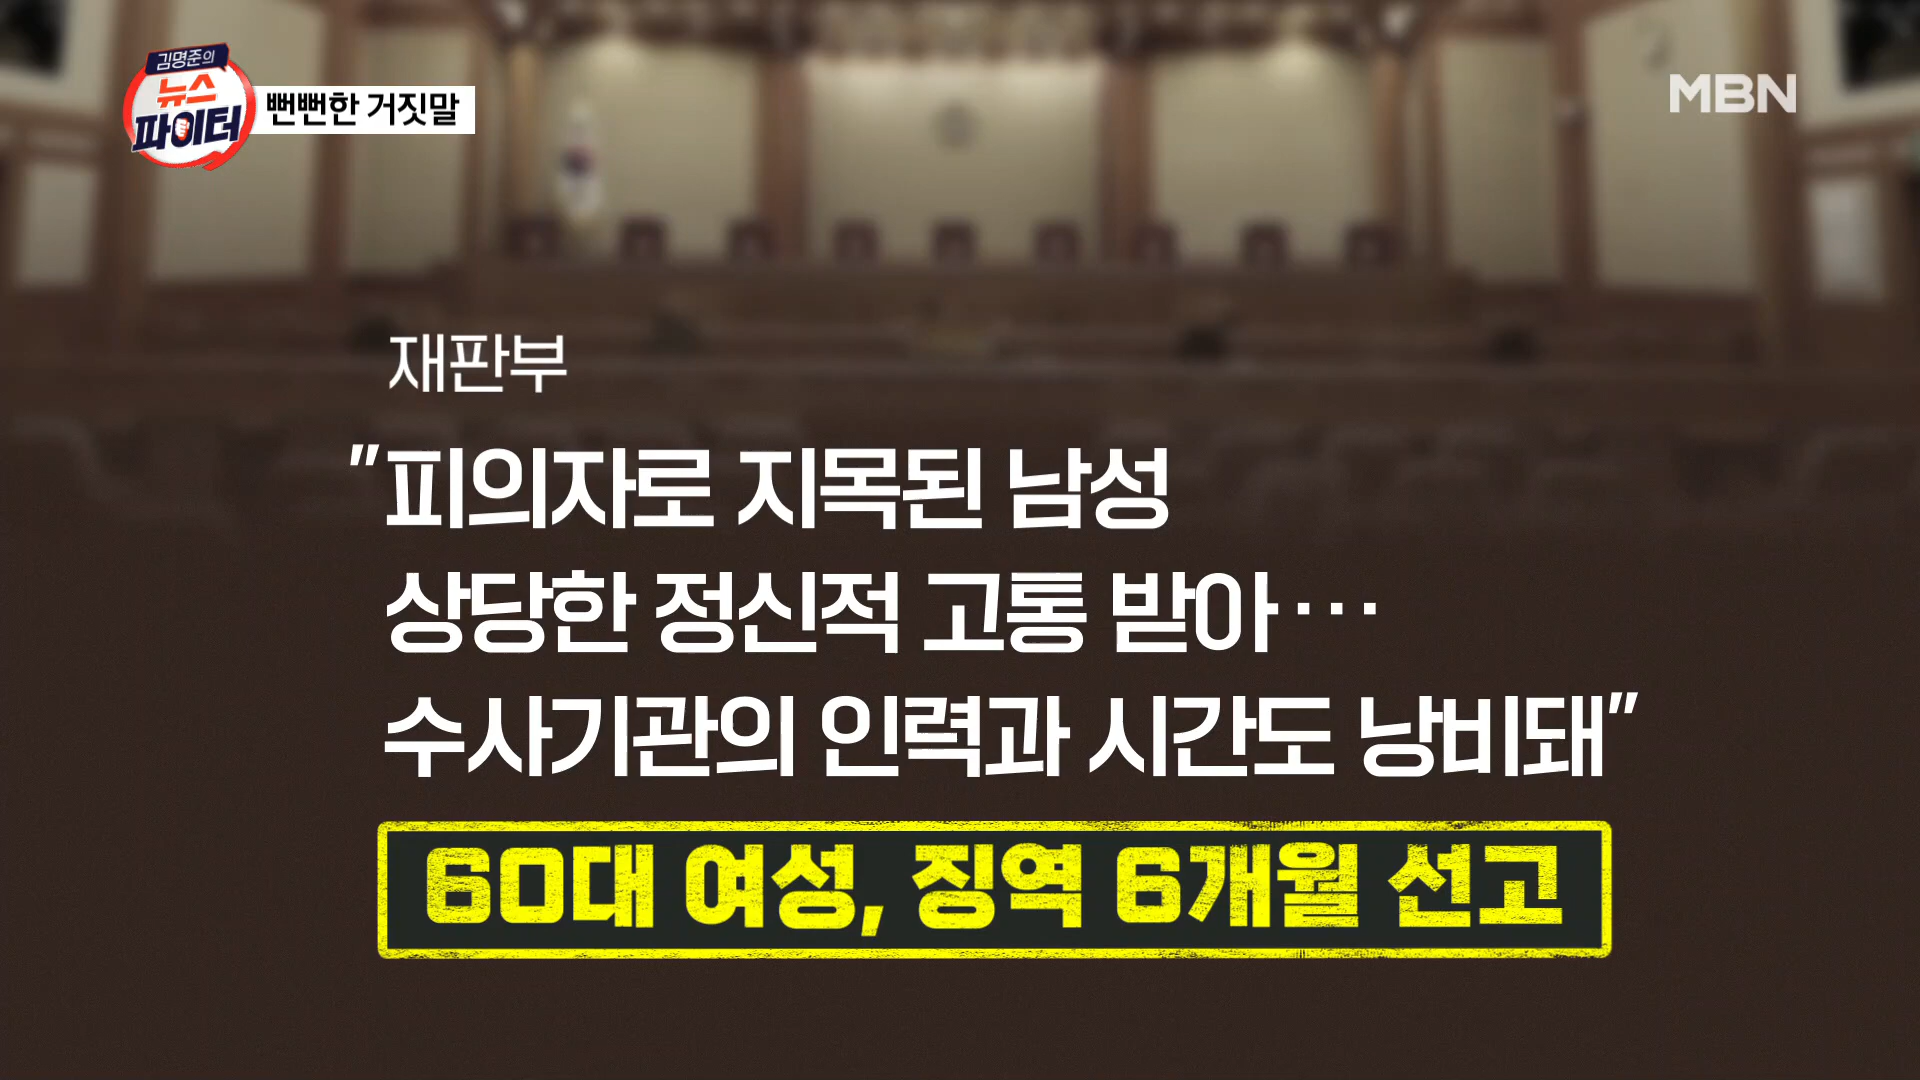 김명준의
뉴스
파이터
뻔뻔한 거짓말
MBN
재판부
"피의자로 지목된 남성
상당한 정신적 고통 받아…
수사기관의 인력과 시간도 낭비돼"
60대 여성, 징역 6개월 선고